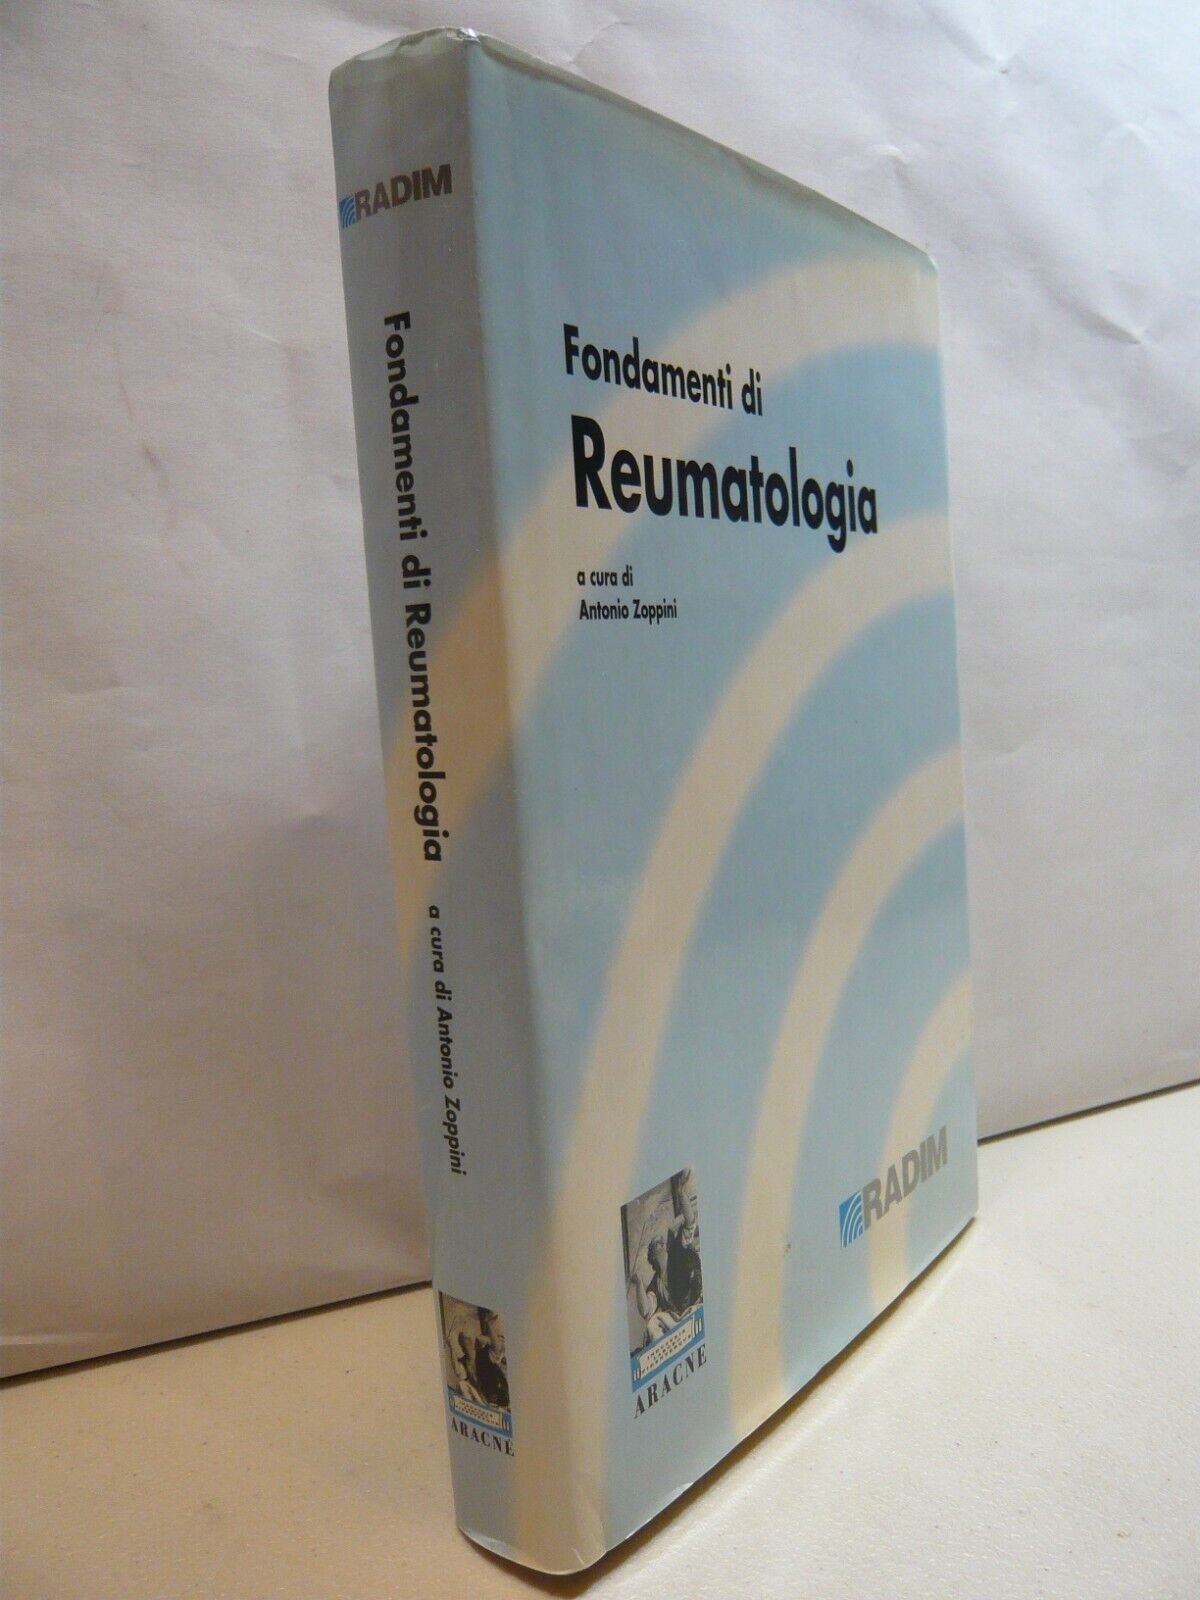 RADIM
Fondamenti di Reumatologia a cura di Antonio Zoppini
ARACNE
Fondamenti di
Reumatologia
a cura di
Antonio Zoppini
RADIM
ARACNE